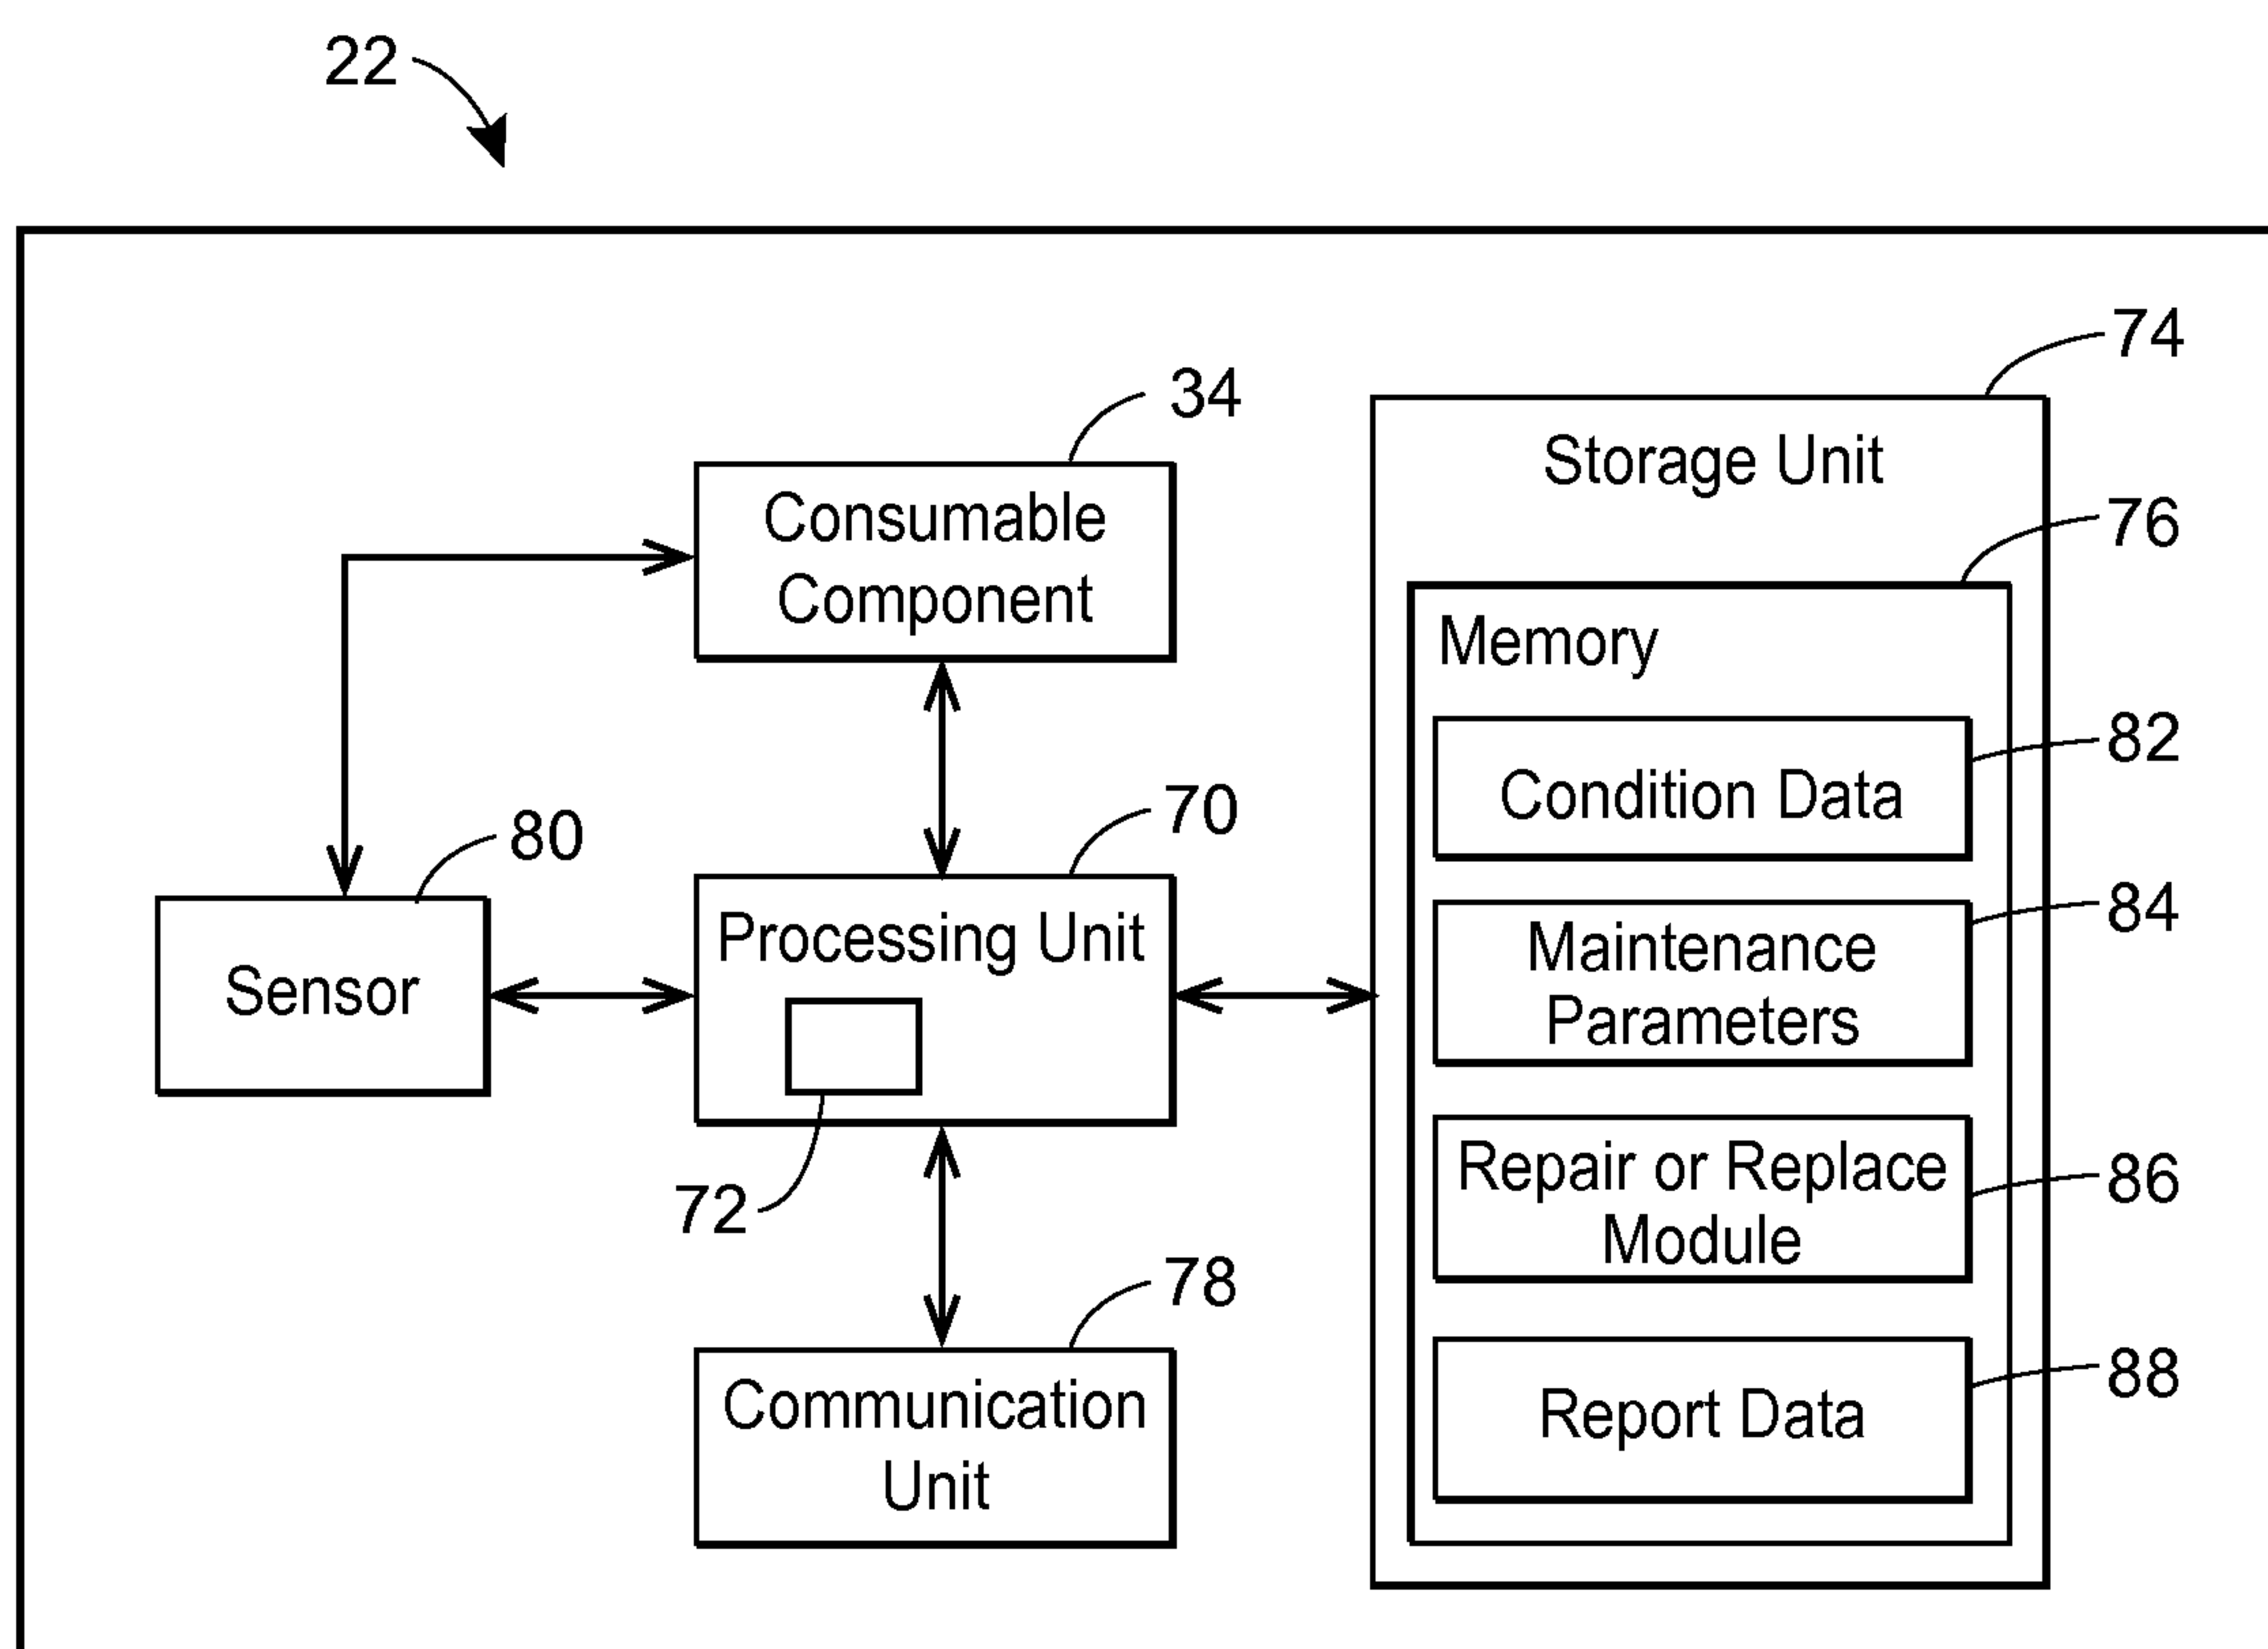 22
74
34
Storage Unit
Consumable
Component
76
Memory
82
Condition Data
70
80
Processing Unit
84
Maintenance
Parameters
Sensor
72
Repair or Replace
Module
86
78
Communication
Unit
88
Report Data